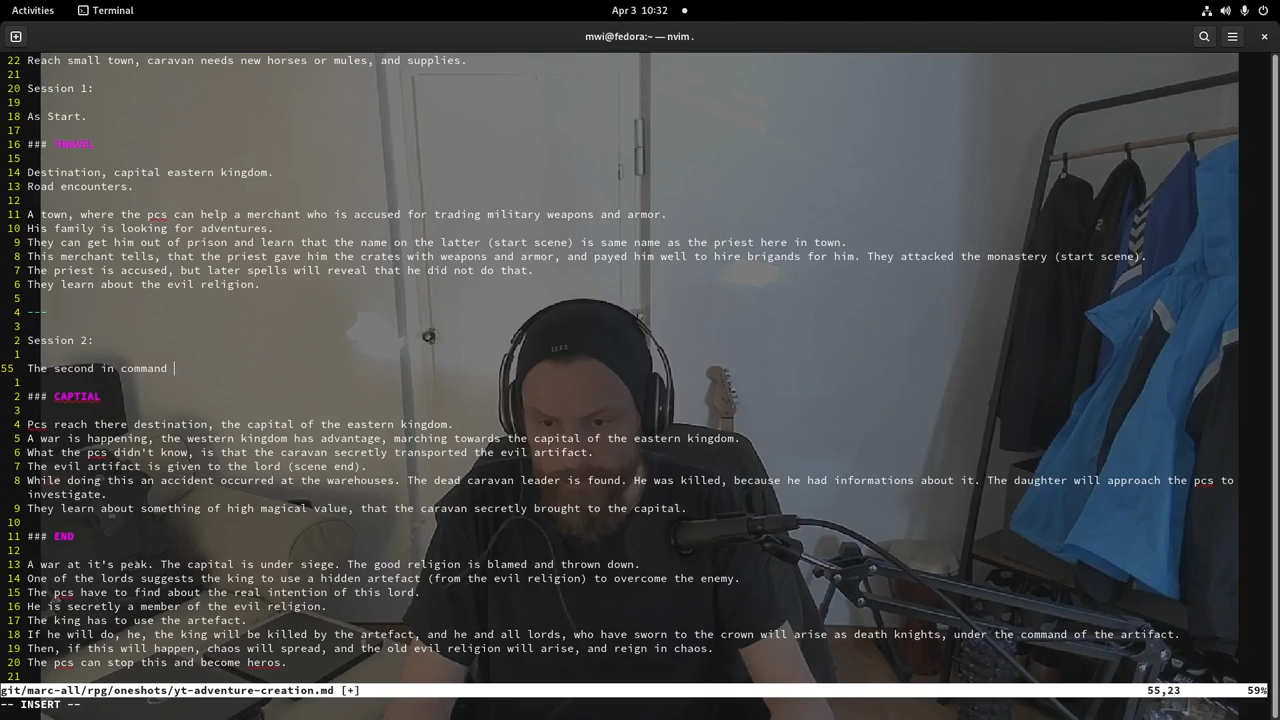 Activities Terminal Apr 3 10:32
mwi@fedora:~ — nvim .
22 Reach small town, caravan needs new horses or mules, and supplies.
21
20 Session 1:
19
18 As Start.
17
16 ### TRAVEL
15
14 Destination, capital eastern kingdom.
13 Road encounters.
12
11 A town, where the pcs can help a merchant who is accused for trading military weapons and armor.
10 His family is looking for adventures.
9 They can get him out of prison and learn that the name on the latter (start scene) is same name as the priest here in town.
8 This merchant tells, that the priest gave him the crates with weapons and armor, and payed him well to hire brigands for him. They attacked the monastery (start scene).
7 The priest is accused, but later spells will reveal that he did not do that.
6 They learn about the evil religion.
5
4 ---
3
2 Session 2:
1
55 The second in command
1
2 ### CAPTIAL
3
4 Pcs reach there destination, the capital of the eastern kingdom.
5 A war is happening, the western kingdom has advantage, marching towards the capital of the eastern kingdom.
6 What the pcs didn't know, is that the caravan secretly transported the evil artifact.
7 The evil artifact is given to the lord (scene end).
8 While doing this an accident occurred at the warehouses. The dead caravan leader is found. He was killed, because he had informations about it. The daughter will approach the pcs to
investigate.
9 They learn about something of high magical value, that the caravan secretly brought to the capital.
10
11 ### END
12
13 A war at it's peak. The capital is under siege. The good religion is blamed and thrown down.
14 One of the lords suggests the king to use a hidden artefact (from the evil religion) to overcome the enemy.
15 The pcs have to find about the real intention of this lord.
16 He is secretly a member of the evil religion.
17 The king has to use the artefact.
18 If he will do, he, the king will be killed by the artefact, and he and all lords, who have sworn to the crown will arise as death knights, under the command of the artifact.
19 Then, if this will happen, chaos will spread, and the old evil religion will arise, and reign in chaos.
20 The pcs can stop this and become heros.
21
git/marc-all/rpg/oneshots/yt-adventure-creation.md [+] 55,23 59%
-- INSERT --